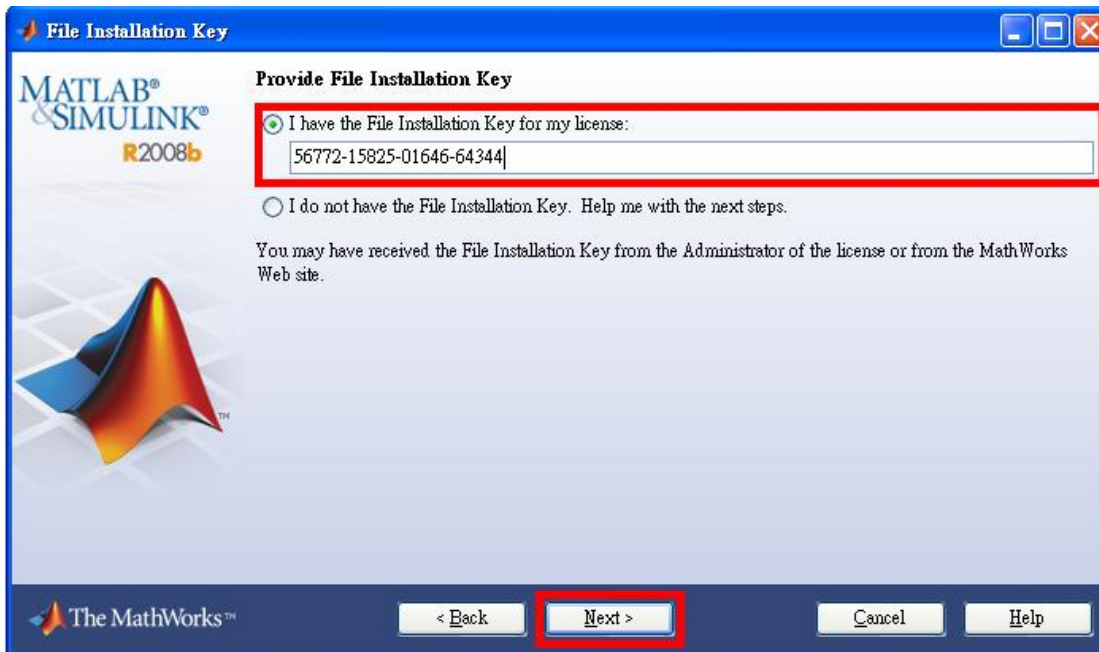 File Installation Key
MATLAB®
&SIMULINK®
R2008b
Provide File Installation Key
I have the File Installation Key for my license:
56772-15825-01646-64344
I do not have the File Installation Key.  Help me with the next steps.
You may have received the File Installation Key from the Administrator of the license or from the MathWorks
Web site.
TM
The MathWorks™
< Back
Next >
Cancel
Help